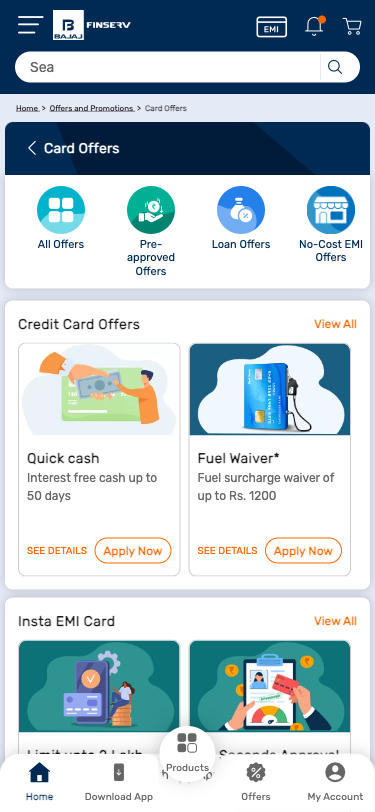 B
BAJAJ
FINSERV
EMI
Sea
Home > Offers and Promotions > Card Offers
Card Offers
All Offers
Pre-
approved
Offers
Loan Offers
No-Cost EMI
Offers
Credit Card Offers
View All
Quick cash
Interest free cash up to
50 days
SEE DETAILS
Apply Now
Fuel Waiver*
Fuel surcharge waiver of
up to Rs. 1200
SEE DETAILS
Apply Now
Insta EMI Card
View All
Limit upto 2 Lakh
Seconds Approval
Home
Download App
Products
Offers
My Account